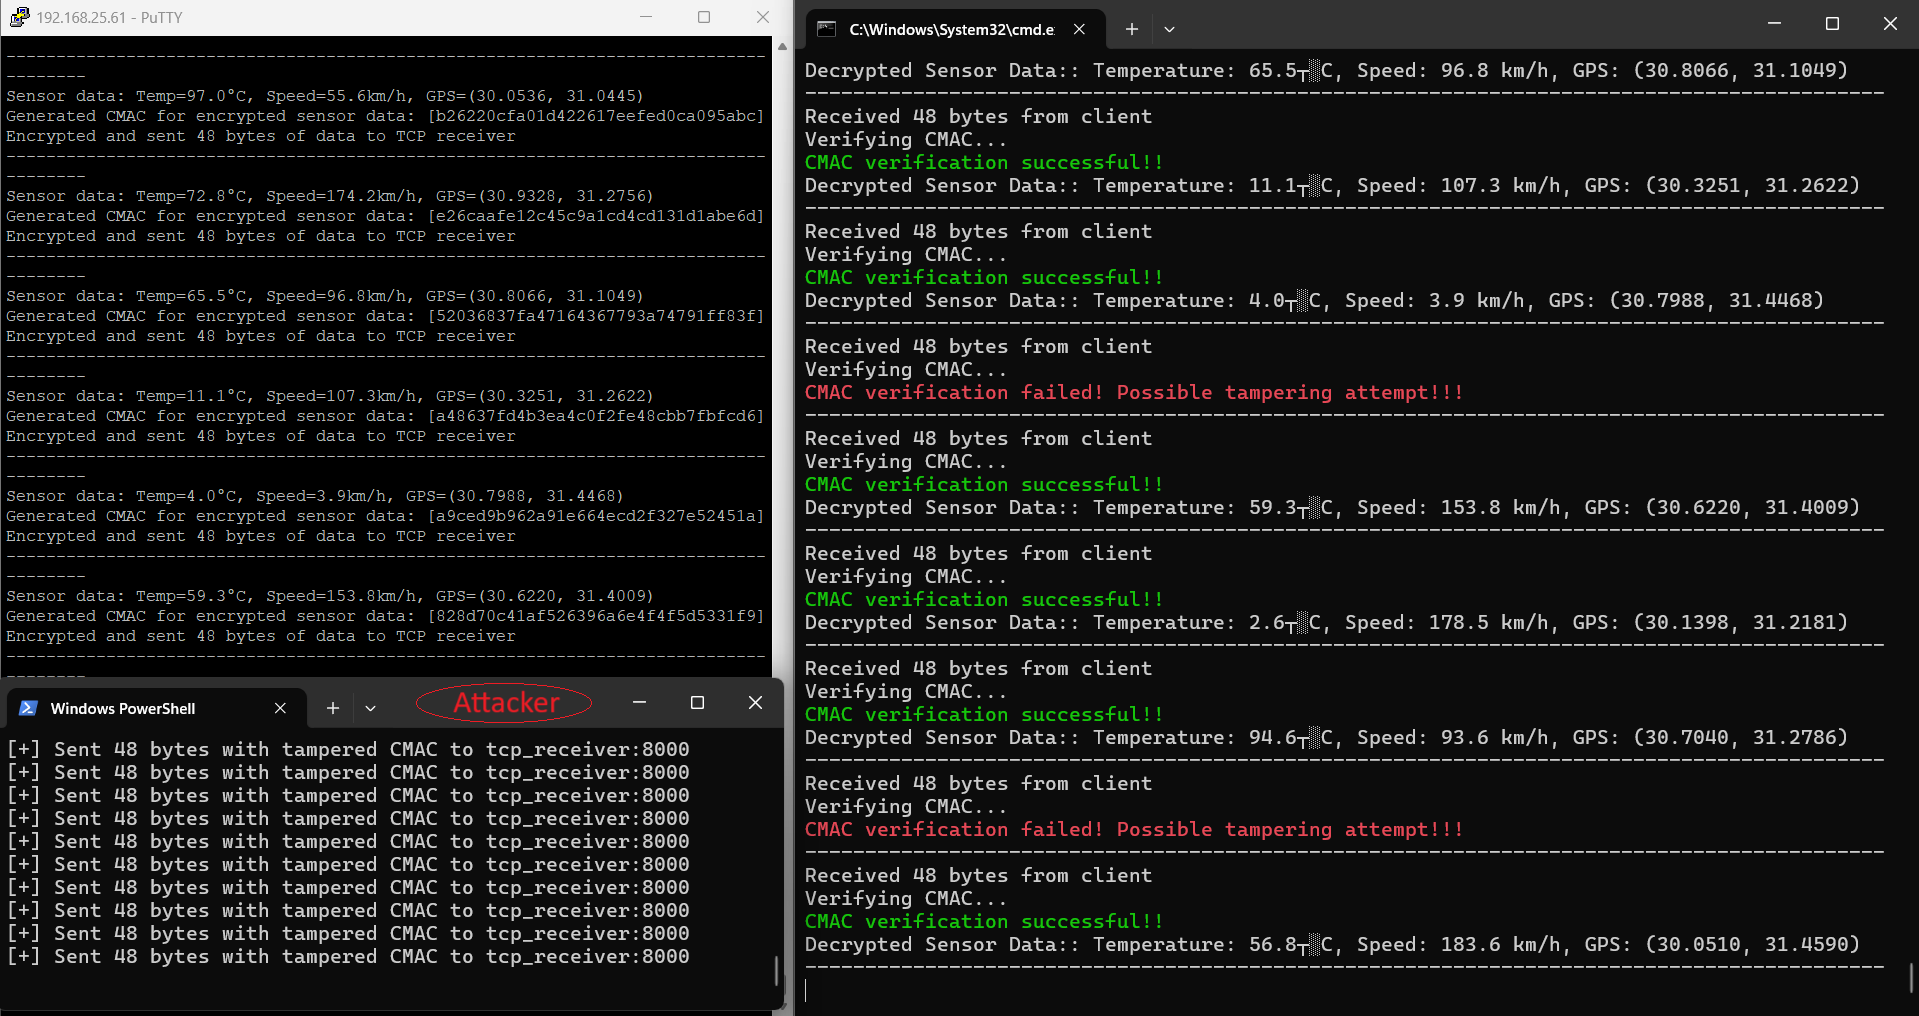 192.168.25.61 - PuTTY
----------------------------------------------------------------------------
--------
Sensor data: Temp=97.0°C, Speed=55.6km/h, GPS=(30.0536, 31.0445)
Generated CMAC for encrypted sensor data: [b26220cfa01d422617eefed0ca095abc]
Encrypted and sent 48 bytes of data to TCP receiver
----------------------------------------------------------------------------
--------
Sensor data: Temp=72.8°C, Speed=174.2km/h, GPS=(30.9328, 31.2756)
Generated CMAC for encrypted sensor data: [e26caafe12c45c9a1cd4cd131d1abe6d]
Encrypted and sent 48 bytes of data to TCP receiver
----------------------------------------------------------------------------
--------
Sensor data: Temp=65.5°C, Speed=96.8km/h, GPS=(30.8066, 31.1049)
Generated CMAC for encrypted sensor data: [52036837fa47164367793a74791ff83f]
Encrypted and sent 48 bytes of data to TCP receiver
----------------------------------------------------------------------------
--------
Sensor data: Temp=11.1°C, Speed=107.3km/h, GPS=(30.3251, 31.2622)
Generated CMAC for encrypted sensor data: [a48637fd4b3ea4c0f2fe48cbb7fbfcd6]
Encrypted and sent 48 bytes of data to TCP receiver
----------------------------------------------------------------------------
--------
Sensor data: Temp=4.0°C, Speed=3.9km/h, GPS=(30.7988, 31.4468)
Generated CMAC for encrypted sensor data: [a9ced9b962a91e664ecd2f327e52451a]
Encrypted and sent 48 bytes of data to TCP receiver
----------------------------------------------------------------------------
--------
Sensor data: Temp=59.3°C, Speed=153.8km/h, GPS=(30.6220, 31.4009)
Generated CMAC for encrypted sensor data: [828d70c41af526396a6e4f4f5d5331f9]
Encrypted and sent 48 bytes of data to TCP receiver
----------------------------------------------------------------------------
--------
Windows PowerShell
Attacker
[+] Sent 48 bytes with tampered CMAC to tcp_receiver:8000
[+] Sent 48 bytes with tampered CMAC to tcp_receiver:8000
[+] Sent 48 bytes with tampered CMAC to tcp_receiver:8000
[+] Sent 48 bytes with tampered CMAC to tcp_receiver:8000
[+] Sent 48 bytes with tampered CMAC to tcp_receiver:8000
[+] Sent 48 bytes with tampered CMAC to tcp_receiver:8000
[+] Sent 48 bytes with tampered CMAC to tcp_receiver:8000
[+] Sent 48 bytes with tampered CMAC to tcp_receiver:8000
[+] Sent 48 bytes with tampered CMAC to tcp_receiver:8000
[+] Sent 48 bytes with tampered CMAC to tcp_receiver:8000
C:\Windows\System32\cmd.e
Decrypted Sensor Data:: Temperature: 65.5┬░C, Speed: 96.8 km/h, GPS: (30.8066, 31.1049)
------------------------------------------------------------------------------------------
Received 48 bytes from client
Verifying CMAC...
CMAC verification successful!!
Decrypted Sensor Data:: Temperature: 11.1┬░C, Speed: 107.3 km/h, GPS: (30.3251, 31.2622)
------------------------------------------------------------------------------------------
Received 48 bytes from client
Verifying CMAC...
CMAC verification successful!!
Decrypted Sensor Data:: Temperature: 4.0┬░C, Speed: 3.9 km/h, GPS: (30.7988, 31.4468)
------------------------------------------------------------------------------------------
Received 48 bytes from client
Verifying CMAC...
CMAC verification failed! Possible tampering attempt!!!
------------------------------------------------------------------------------------------
Received 48 bytes from client
Verifying CMAC...
CMAC verification successful!!
Decrypted Sensor Data:: Temperature: 59.3┬░C, Speed: 153.8 km/h, GPS: (30.6220, 31.4009)
------------------------------------------------------------------------------------------
Received 48 bytes from client
Verifying CMAC...
CMAC verification successful!!
Decrypted Sensor Data:: Temperature: 2.6┬░C, Speed: 178.5 km/h, GPS: (30.1398, 31.2181)
------------------------------------------------------------------------------------------
Received 48 bytes from client
Verifying CMAC...
CMAC verification successful!!
Decrypted Sensor Data:: Temperature: 94.6┬░C, Speed: 93.6 km/h, GPS: (30.7040, 31.2786)
------------------------------------------------------------------------------------------
Received 48 bytes from client
Verifying CMAC...
CMAC verification failed! Possible tampering attempt!!!
------------------------------------------------------------------------------------------
Received 48 bytes from client
Verifying CMAC...
CMAC verification successful!!
Decrypted Sensor Data:: Temperature: 56.8┬░C, Speed: 183.6 km/h, GPS: (30.0510, 31.4590)
------------------------------------------------------------------------------------------